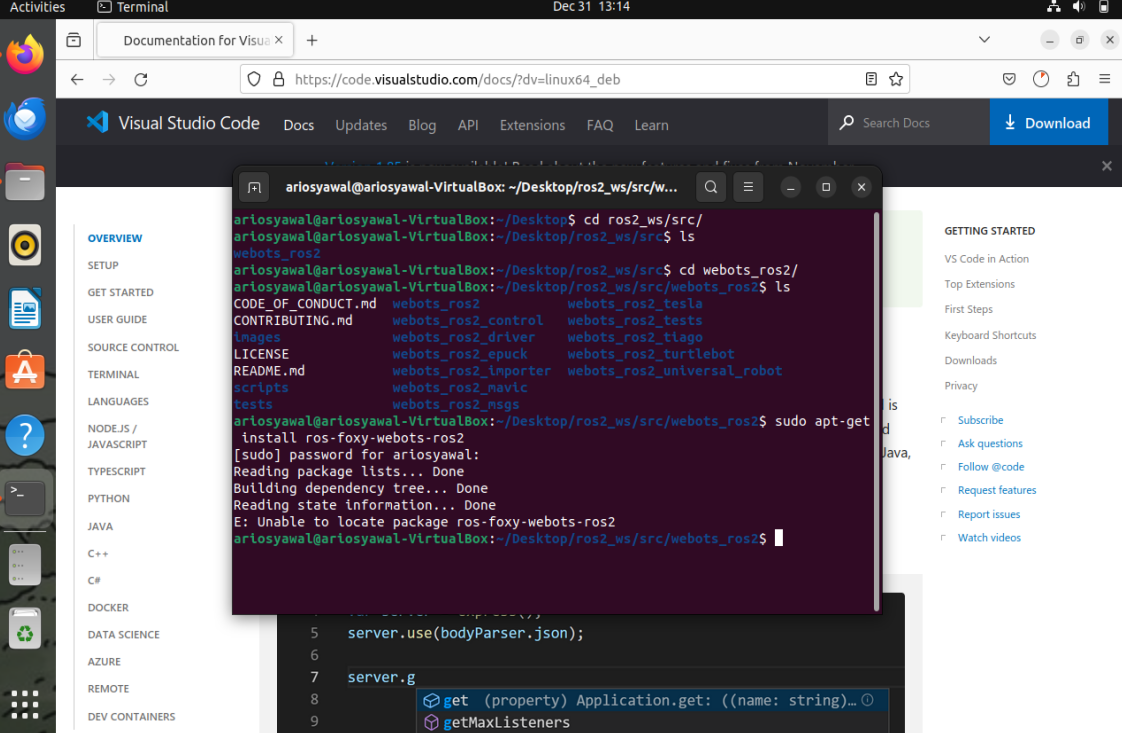 Activities
Terminal
Dec 31 13:14
Documentation for Visua
https://code.visualstudio.com/docs/?dv=linux64_deb
Visual Studio Code
Docs
Updates
Blog
API
Extensions
FAQ
Learn
Search Docs
Download
ariosyawal@ariosyawal-VirtualBox: ~/Desktop/ros2_ws/src/w...
ariosyawal@ariosyawal-VirtualBox:~/Desktop$ cd ros2_ws/src/
ariosyawal@ariosyawal-VirtualBox:~/Desktop/ros2_ws/src$ ls
webots_ros2
ariosyawal@ariosyawal-VirtualBox:~/Desktop/ros2_ws/src$ cd webots_ros2/
ariosyawal@ariosyawal-VirtualBox:~/Desktop/ros2_ws/src/webots_ros2$ ls
CODE_OF_CONDUCT.md webots_ros2 webots_ros2_tesla
CONTRIBUTING.md webots_ros2_control webots_ros2_tests
images webots_ros2_driver webots_ros2_tiago
LICENSE webots_ros2_epuck webots_ros2_turtlebot
README.md webots_ros2_importer webots_ros2_universal_robot
scripts webots_ros2_mavic
tests webots_ros2_msgs
ariosyawal@ariosyawal-VirtualBox:~/Desktop/ros2_ws/src/webots_ros2$ sudo apt-get
install ros-foxy-webots-ros2
[sudo] password for ariosyawal:
Reading package lists... Done
Building dependency tree... Done
Reading state information... Done
E: Unable to locate package ros-foxy-webots-ros2
ariosyawal@ariosyawal-VirtualBox:~/Desktop/ros2_ws/src/webots_ros2$
OVERVIEW
SETUP
GET STARTED
USER GUIDE
SOURCE CONTROL
TERMINAL
LANGUAGES
NODE.JS /
JAVASCRIPT
TYPESCRIPT
PYTHON
JAVA
C++
C#
DOCKER
DATA SCIENCE
AZURE
REMOTE
DEV CONTAINERS
is
Java,
GETTING STARTED
VS Code in Action
Top Extensions
First Steps
Keyboard Shortcuts
Downloads
Privacy
Subscribe
Ask questions
Follow @code
Request features
Report issues
Watch videos
5 server.use(bodyParser.json);
6
7 server.g
8 get (property) Application.get: ((name: string)...
9 getMaxListeners